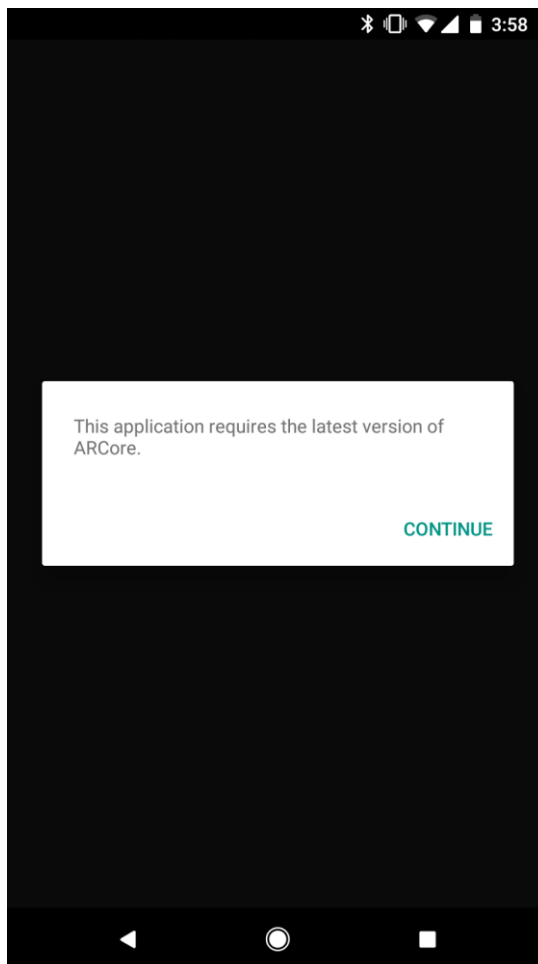 3:58
This application requires the latest version of
ARCore.
CONTINUE